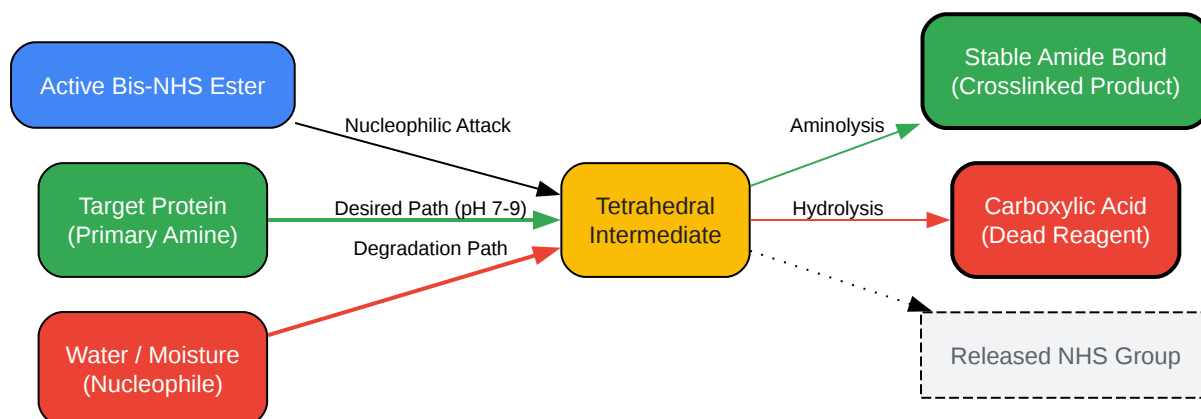 Active Bis-NHS Ester
Target Protein
(Primary Amine)
Water / Moisture
(Nucleophile)
Nucleophilic Attack
Desired Path (pH 7-9)
Degradation Path
Tetrahedral
Intermediate
Aminolysis
Hydrolysis
Stable Amide Bond
(Crosslinked Product)
Carboxylic Acid
(Dead Reagent)
Released NHS Group